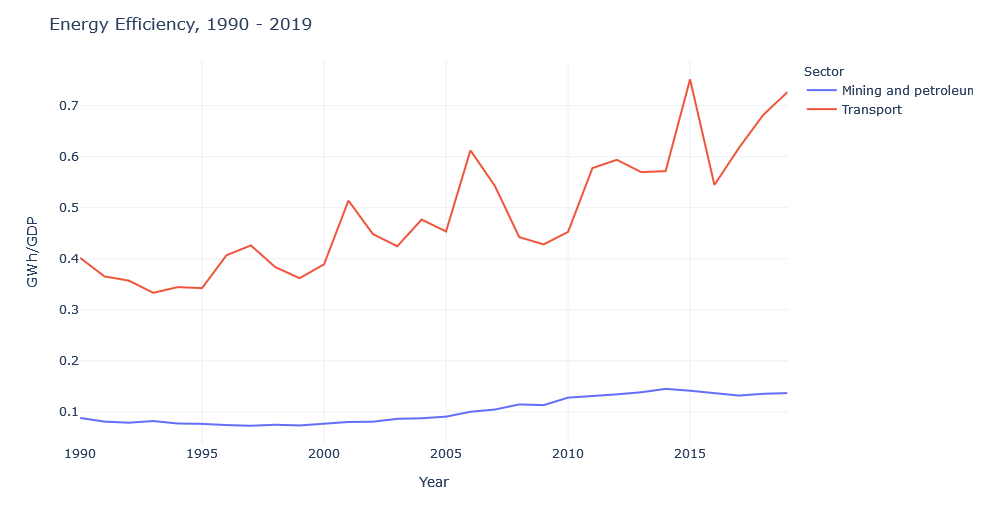 Energy Efficiency, 1990 - 2019
Sector
Mining and petroleun
Transport
0.7
0.6
0.5
0.4
0.3
0.2
0.1
GWh/GDP
1990
1995
2000
2005
2010
2015
Year